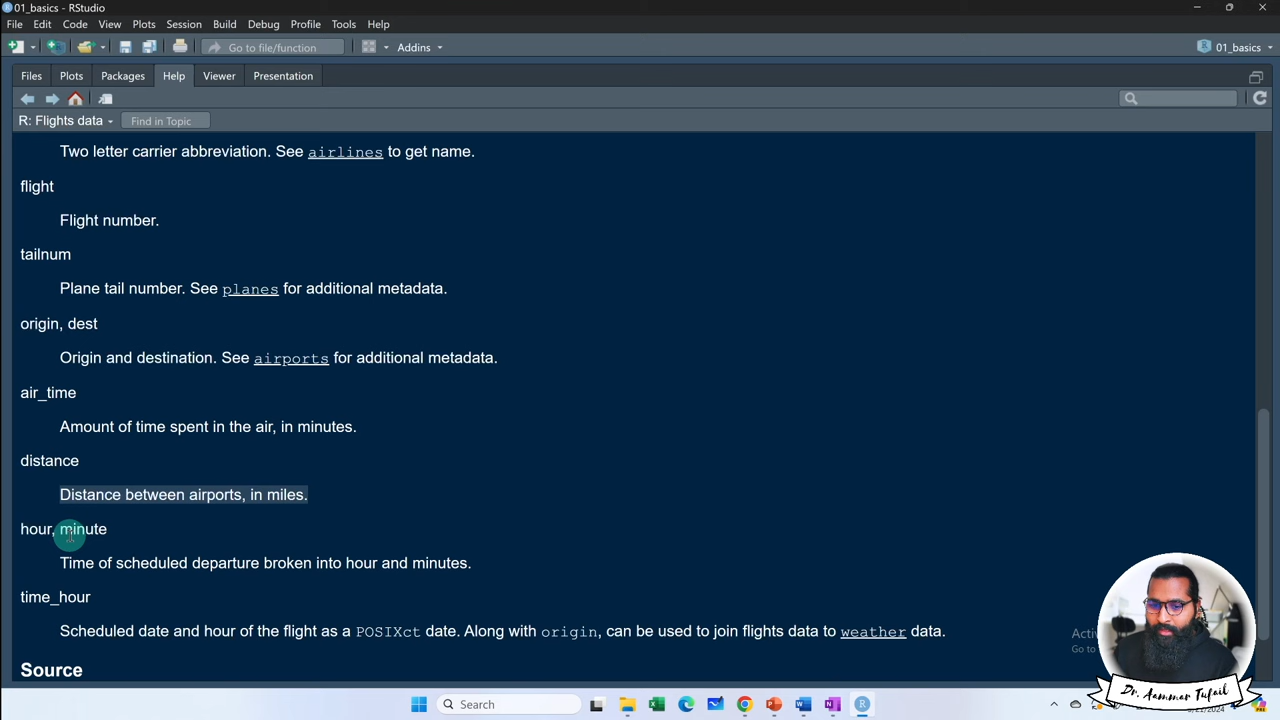 01_basics - RStudio
File Edit Code View Plots Session Build Debug Profile Tools Help
Go to file/function Addins 01_basics
Files Plots Packages Help Viewer Presentation
R: Flights data Find in Topic
Two letter carrier abbreviation. See airlines to get name.
flight
Flight number.
tailnum
Plane tail number. See planes for additional metadata.
origin, dest
Origin and destination. See airports for additional metadata.
air_time
Amount of time spent in the air, in minutes.
distance
Distance between airports, in miles.
hour, minute
Time of scheduled departure broken into hour and minutes.
time_hour
Scheduled date and hour of the flight as a POSIXct date. Along with origin, can be used to join flights data to weather data.
Source
Go to
Dr. Aammar Tufail
Search